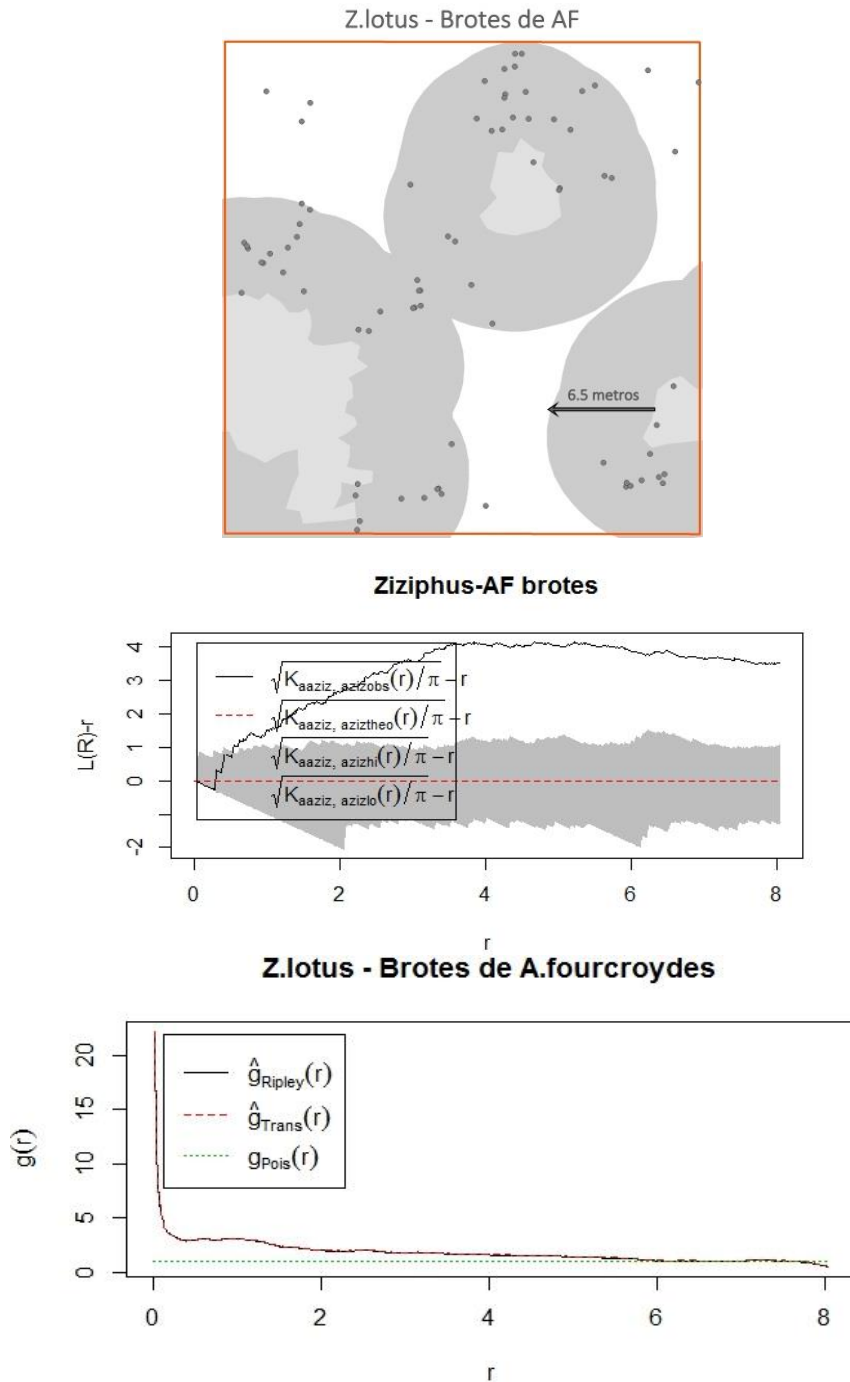 Z.lotus - Brotes de AF
6.5 metros
Ziziphus-AF brotes
L(R)-r
4
3
2
1
0
-2
√K_aaziz, azizobs(r)/π − r
√K_aaziz, aziztheo(r)/π − r
√K_aaziz, azizhi(r)/π − r
√K_aaziz, azizlo(r)/π − r
0 2 4 6 8
r
Z.lotus - Brotes de A.fourcroydes
g(r)
20
15
10
5
0
ĝ_Ripley(r)
ĝ_Trans(r)
g_Pois(r)
0 2 4 6 8
r